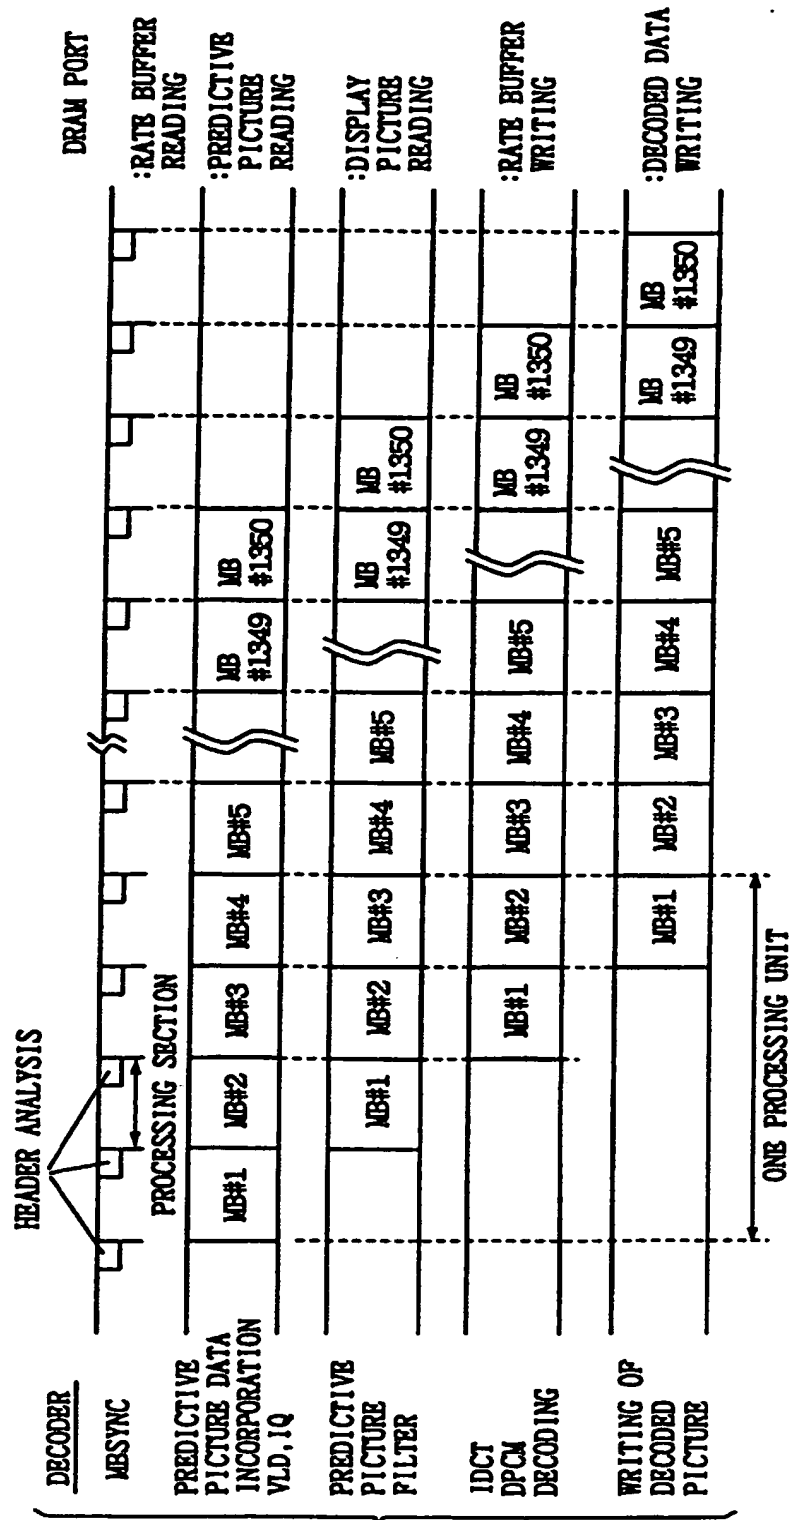 DECODER
HEADER ANALYSIS
DRAM PORT
MBSYNC
PROCESSING SECTION
:RATE BUFFER
READING
PREDICTIVE
PICTURE DATA
INCORPORATION
VLD,IQ
MB#1
MB#2
MB#3
MB#4
MB#5
MB
#1349
MB
#1350
:PREDICTIVE
PICTURE
READING
PREDICTIVE
PICTURE
FILTER
MB#1
MB#2
MB#3
MB#4
MB#5
MB
#1349
MB
#1350
:DISPLAY
PICTURE
READING
IDCT
DPCM
DECODING
MB#1
MB#2
MB#3
MB#4
MB#5
MB
#1349
MB
#1350
:RATE BUFFER
WRITING
WRITING OF
DECODED
PICTURE
MB#1
MB#2
MB#3
MB#4
MB#5
MB
#1349
MB
#1350
:DECODED DATA
WRITING
ONE PROCESSING UNIT